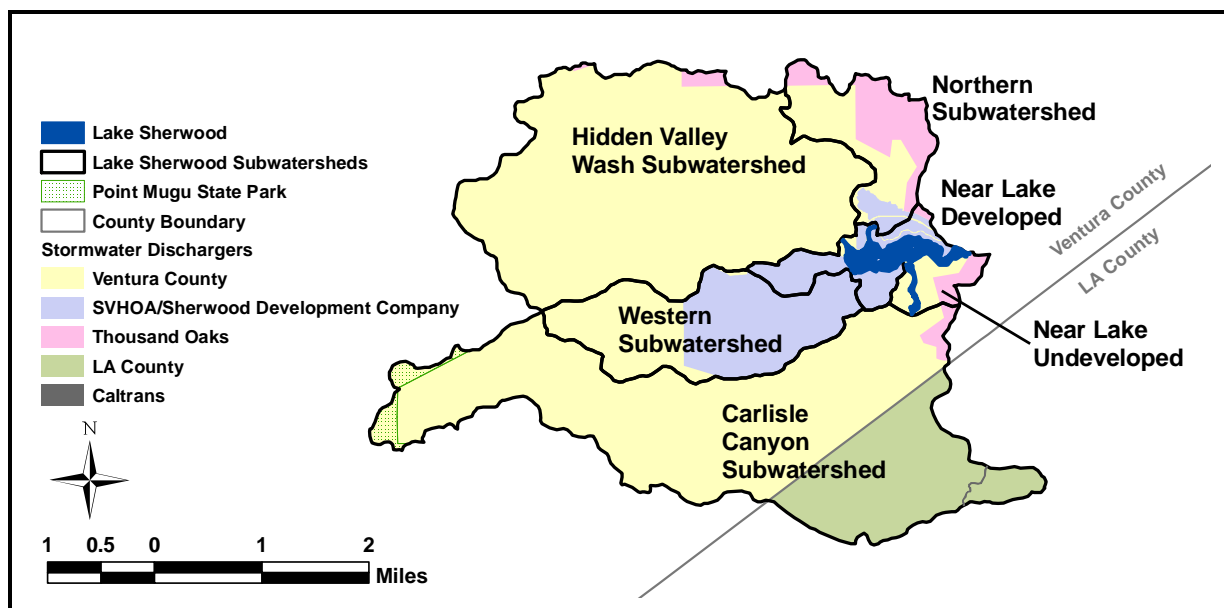 Lake Sherwood
Lake Sherwood Subwatersheds
Point Mugu State Park
County Boundary
Stormwater Dischargers
Ventura County
SVHOA/Sherwood Development Company
Thousand Oaks
LA County
Caltrans
N
1 0.5 0 1 2
Miles
Hidden Valley
Wash Subwatershed
Northern
Subwatershed
Near Lake
Developed
Ventura County
LA County
Western
Subwatershed
Near Lake
Undeveloped
Carlisle
Canyon
Subwatershed